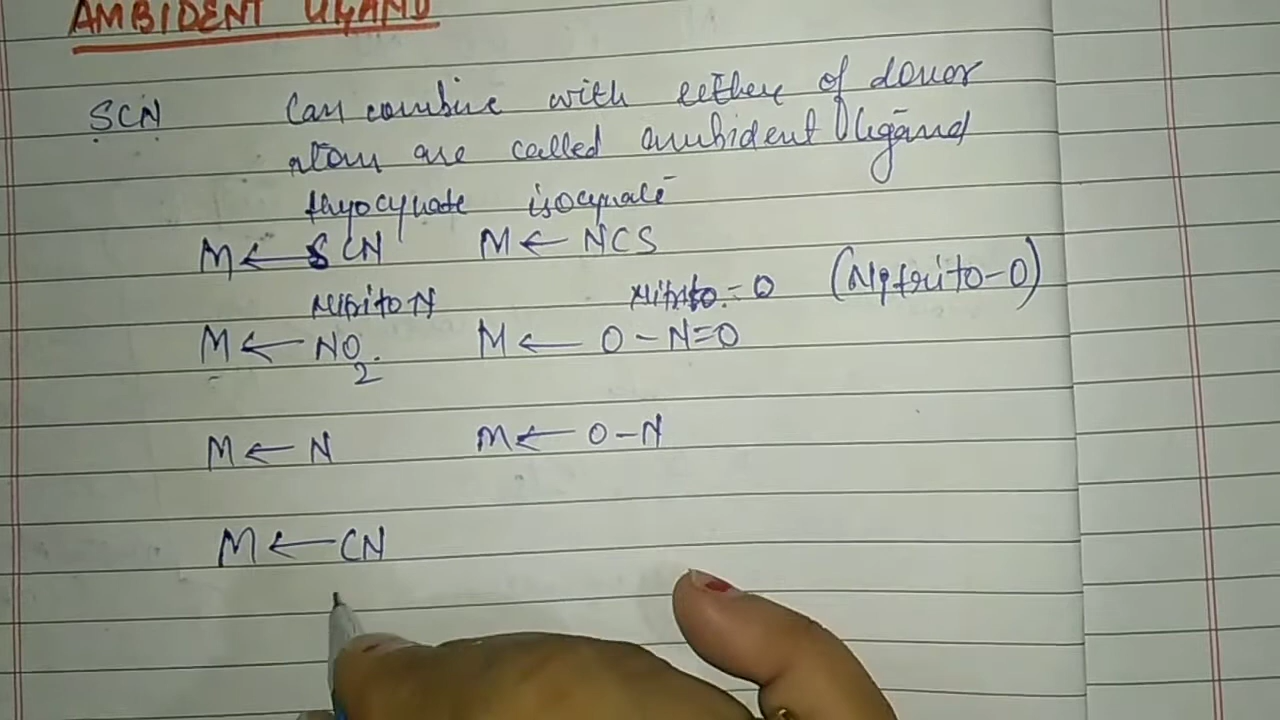 AMBIDENT LIGAND
SCN Can combine with either of donor
atom are called ambident ligand
thyocynate isocynate
M ← SCN M ← NCS
Nitrito N Nitrito - O (Nitrito-O)
M ← NO2 M ← O - N=O
M ← N M ← O-N
M ← CN